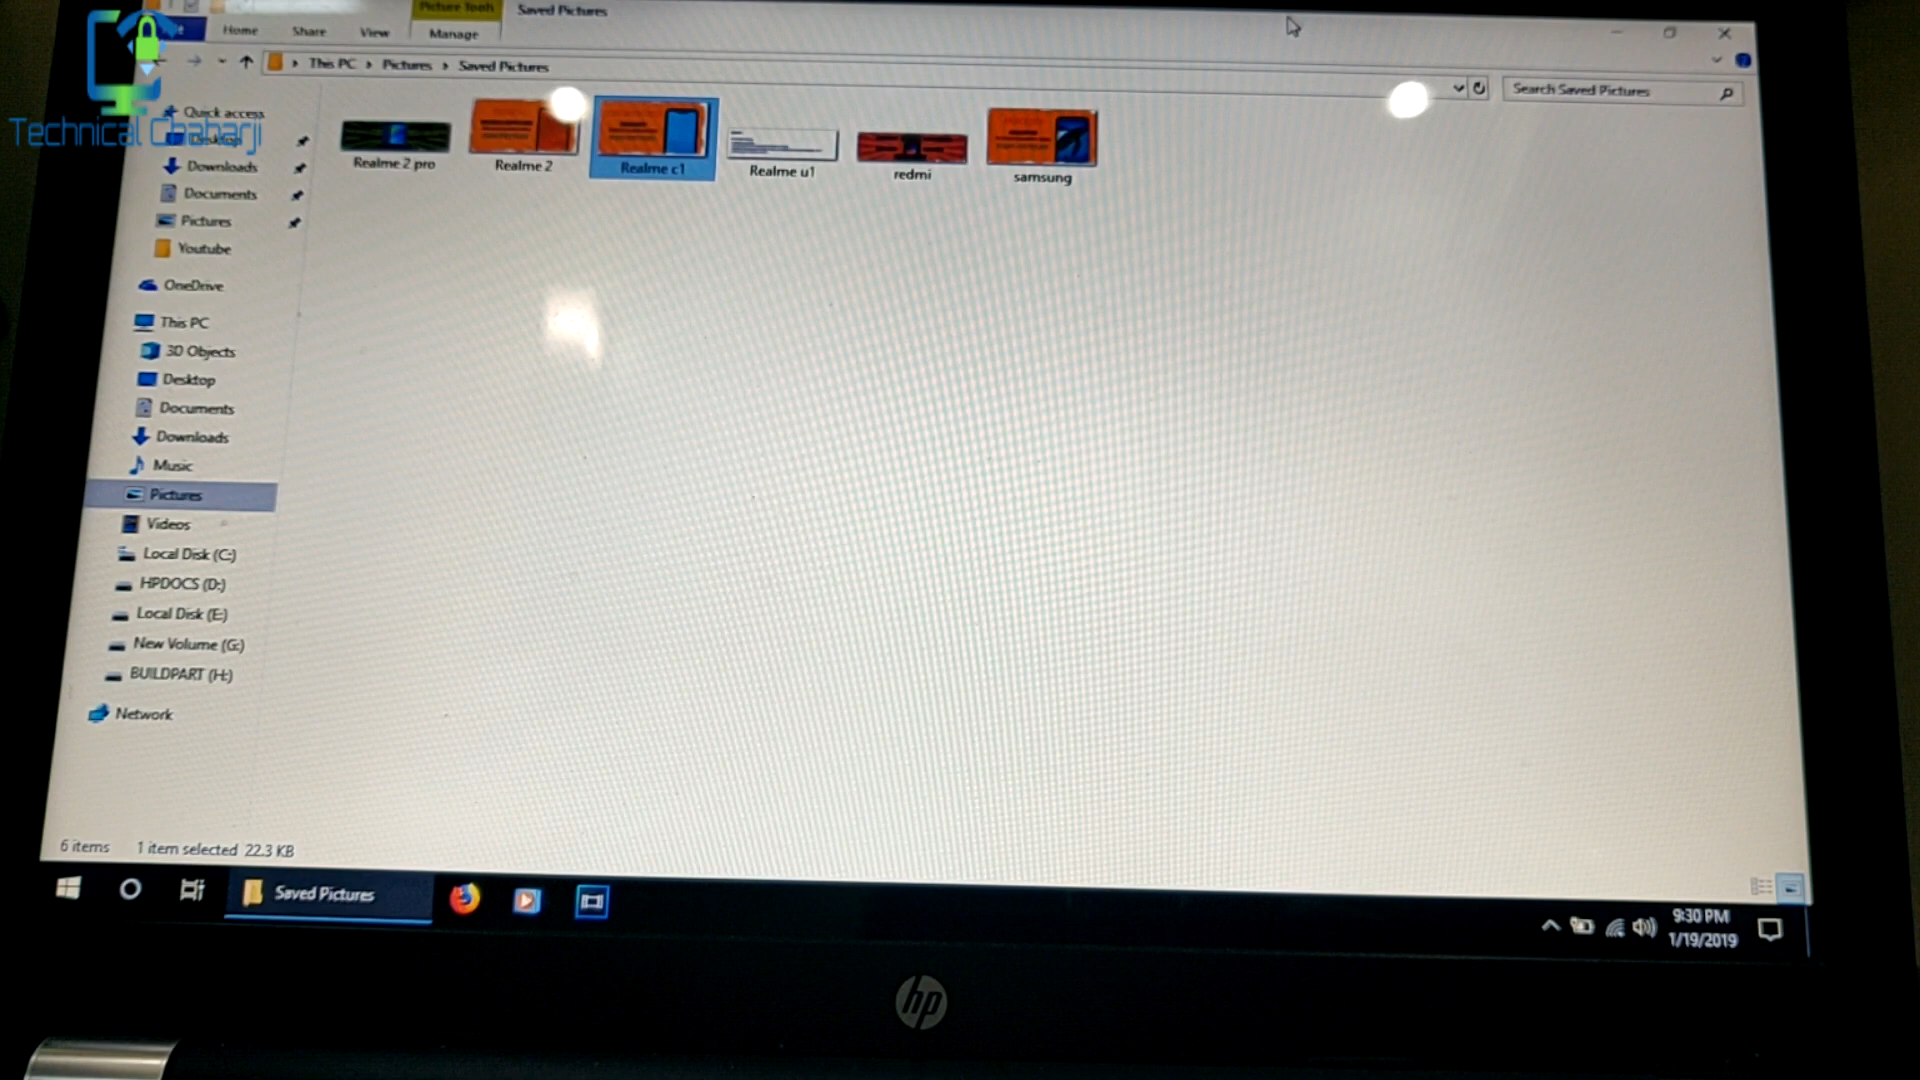 Picture Tools
Saved Pictures
Home
Share
View
Manage
This PC
Pictures
Saved Pictures
Search Saved Pictures
Technical Chaharji
Quick access
Desktop
Downloads
Documents
Pictures
Youtube
OneDrive
This PC
3D Objects
Desktop
Documents
Downloads
Music
Pictures
Videos
Local Disk (C:)
HPDOCS (D:)
Local Disk (E:)
New Volume (G:)
BUILDPART (H:)
Network
Realme 2 pro
Realme 2
Realme c1
Realme u1
redmi
samsung
6 items
1 item selected 22.3 KB
Saved Pictures
9:30 PM
1/19/2019
hp